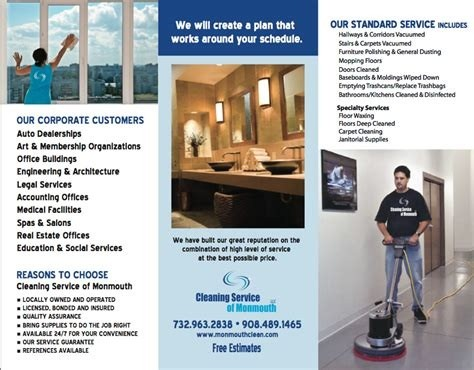 OUR CORPORATE CUSTOMERS
Auto Dealerships
Art & Membership Organizations
Office Buildings
Engineering & Architecture
Legal Services
Accounting Offices
Medical Facilities
Spas & Salons
Real Estate Offices
Education & Social Services
REASONS TO CHOOSE
Cleaning Service of Monmouth
LOCALLY OWNED AND OPERATED
LICENSED, BONDED AND INSURED
QUALITY ASSURANCE
BRING SUPPLIES TO DO THE JOB RIGHT
AVAILABLE 24/7 FOR YOUR CONVENIENCE
OUR SERVICE GUARANTEE
REFERENCES AVAILABLE
We will create a plan that
works around your schedule.
We have built our great reputation on the
combination of high level of service
at the best possible price.
Cleaning Service
of Monmouth
732.963.2838 • 908.489.1465
www.monmouthclean.com
Free Estimates
OUR STANDARD SERVICE INCLUDES
Hallways & Corridors Vacuumed
Stairs & Carpets Vacuumed
Furniture Polishing & General Dusting
Mopping Floors
Doors Cleaned
Baseboards & Moldings Wiped Down
Emptying Trashcans/Replace Trashbags
Bathrooms/Kitchens Cleaned & Disinfected
Specialty Services
Floor Waxing
Floors Deep Cleaned
Carpet Cleaning
Janitorial Supplies
Cleaning Service
of Monmouth